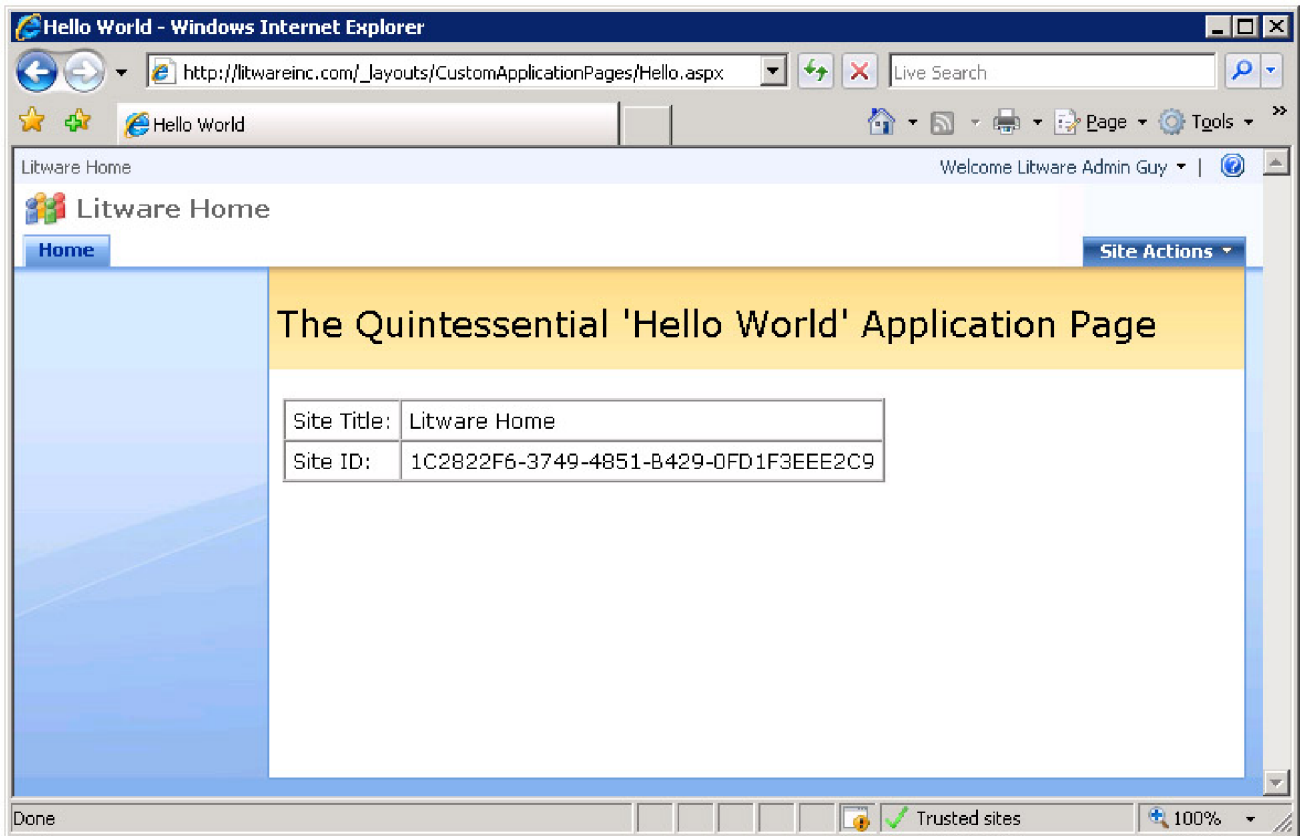 Hello World - Windows Internet Explorer
http://litwareinc.com/_layouts/CustomApplicationPages/Hello.aspx Live Search
Hello World Page Tools »
Litware Home Welcome Litware Admin Guy |
Litware Home
Home Site Actions
The Quintessential 'Hello World' Application Page
Site Title: Litware Home
Site ID: 1C2822F6-3749-4851-B429-0FD1F3EEE2C9
Done Trusted sites 100%